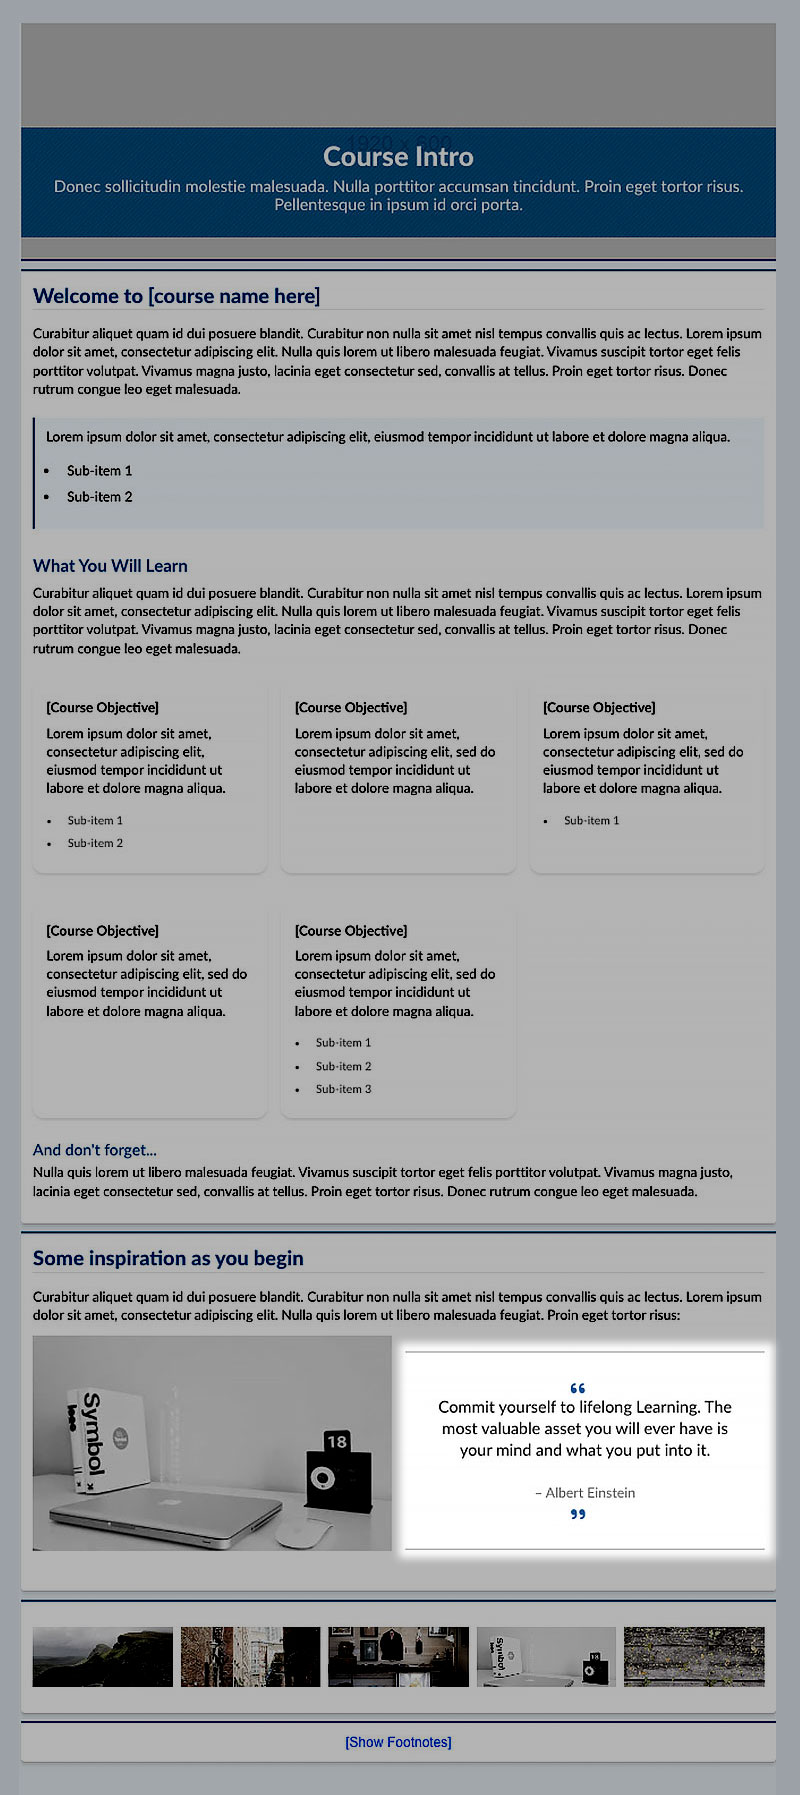 Course Intro
Donec sollicitudin molestie malesuada. Nulla porttitor accumsan tincidunt. Proin eget tortor risus.
Pellentesque in ipsum id orci porta.
Welcome to [course name here]
Curabitur aliquet quam id dui posuere blandit. Curabitur non nulla sit amet nisl tempus convallis quis ac lectus. Lorem ipsum
dolor sit amet, consectetur adipiscing elit. Nulla quis lorem ut libero malesuada feugiat. Vivamus suscipit tortor eget felis
porttitor volutpat. Vivamus magna justo, lacinia eget consectetur sed, convallis at tellus. Proin eget tortor risus. Donec
rutrum congue leo eget malesuada.
Lorem ipsum dolor sit amet, consectetur adipiscing elit, eiusmod tempor incididunt ut labore et dolore magna aliqua.
• Sub-item 1
• Sub-item 2
What You Will Learn
Curabitur aliquet quam id dui posuere blandit. Curabitur non nulla sit amet nisl tempus convallis quis ac lectus. Lorem ipsum
dolor sit amet, consectetur adipiscing elit. Nulla quis lorem ut libero malesuada feugiat. Vivamus suscipit tortor eget felis
porttitor volutpat. Vivamus magna justo, lacinia eget consectetur sed, convallis at tellus. Proin eget tortor risus. Donec
rutrum congue leo eget malesuada.
[Course Objective]
Lorem ipsum dolor sit amet,
consectetur adipiscing elit,
eiusmod tempor incididunt ut
labore et dolore magna aliqua.
• Sub-item 1
• Sub-item 2
[Course Objective]
Lorem ipsum dolor sit amet,
consectetur adipiscing elit, sed do
eiusmod tempor incididunt ut
labore et dolore magna aliqua.
[Course Objective]
Lorem ipsum dolor sit amet,
consectetur adipiscing elit, sed do
eiusmod tempor incididunt ut
labore et dolore magna aliqua.
• Sub-item 1
[Course Objective]
Lorem ipsum dolor sit amet,
consectetur adipiscing elit, sed do
eiusmod tempor incididunt ut
labore et dolore magna aliqua.
[Course Objective]
Lorem ipsum dolor sit amet,
consectetur adipiscing elit, sed do
eiusmod tempor incididunt ut
labore et dolore magna aliqua.
• Sub-item 1
• Sub-item 2
• Sub-item 3
And don't forget...
Nulla quis lorem ut libero malesuada feugiat. Vivamus suscipit tortor eget felis porttitor volutpat. Vivamus magna justo,
lacinia eget consectetur sed, convallis at tellus. Proin eget tortor risus. Donec rutrum congue leo eget malesuada.
Some inspiration as you begin
Curabitur aliquet quam id dui posuere blandit. Curabitur non nulla sit amet nisl tempus convallis quis ac lectus. Lorem ipsum
dolor sit amet, consectetur adipiscing elit. Nulla quis lorem ut libero malesuada feugiat. Proin eget tortor risus:
Symbol
18
“
Commit yourself to lifelong Learning. The
most valuable asset you will ever have is
your mind and what you put into it.
– Albert Einstein
”
Symbol
18
[Show Footnotes]